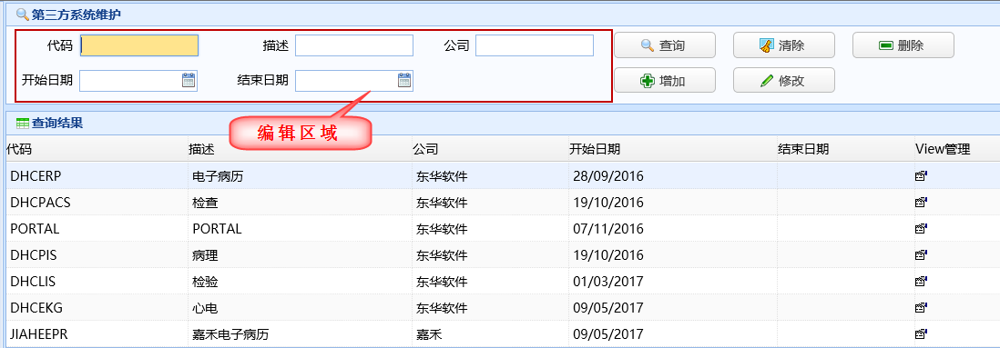 第三方系统维护
代码 描述 公司 查询 清除 删除
开始日期 结束日期 增加 修改
编辑区域
查询结果
代码 描述 公司 开始日期 结束日期 View管理
DHCERP 电子病历 东华软件 28/09/2016
DHCPACS 检查 东华软件 19/10/2016
PORTAL PORTAL 东华软件 07/11/2016
DHCPIS 病理 东华软件 19/10/2016
DHCLIS 检验 东华软件 01/03/2017
DHCEKG 心电 东华软件 09/05/2017
JIAHEEPR 嘉禾电子病历 嘉禾 09/05/2017